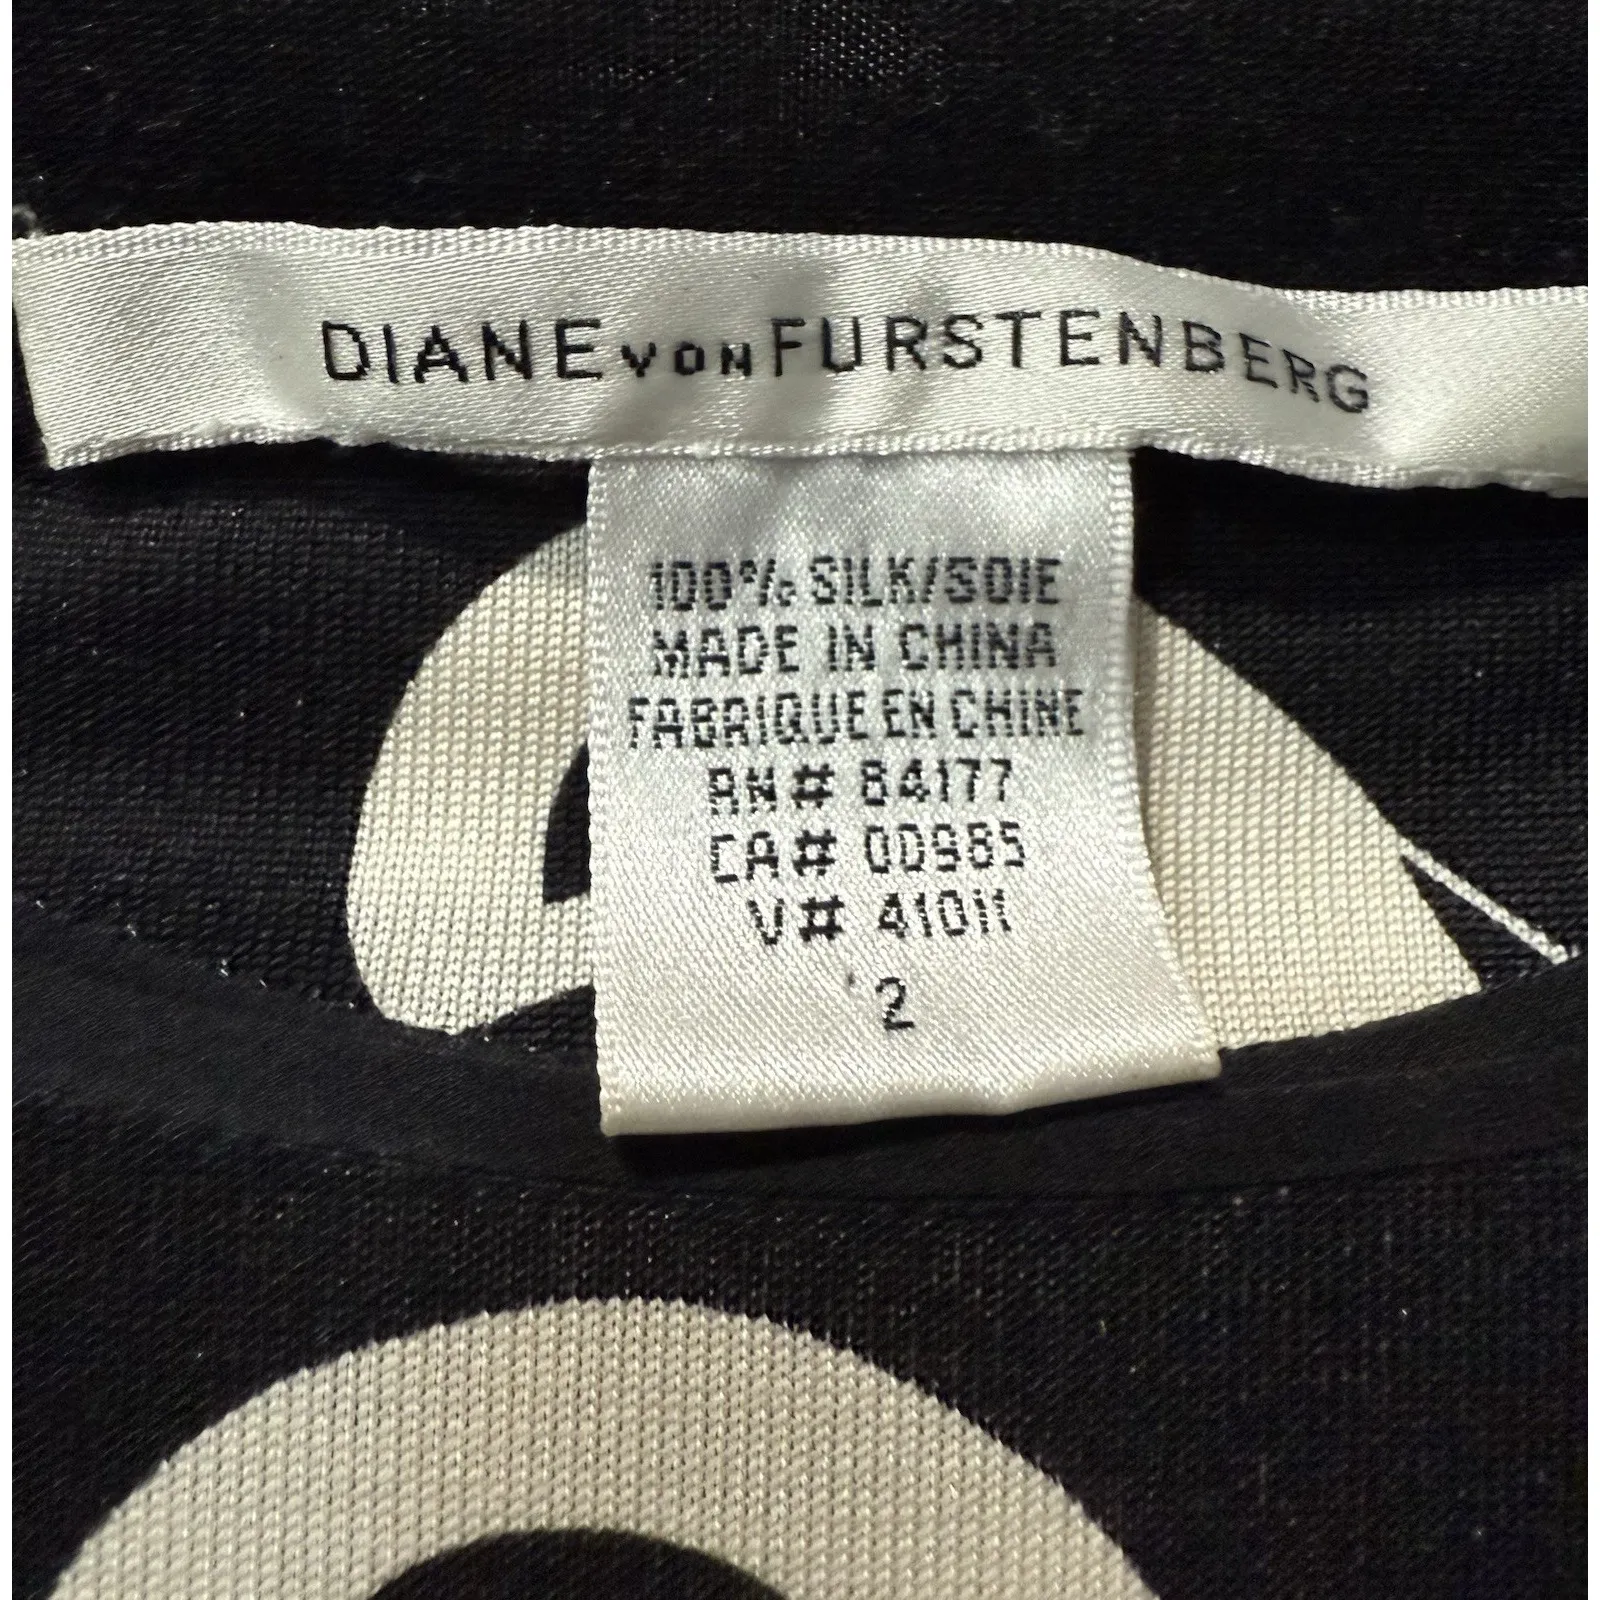 DIANE VON FURSTENBERG
100% SILK/SOIE
MADE IN CHINA
FABRIQUE EN CHINE
RN# 84177
CA# 00985
V# 41011
2